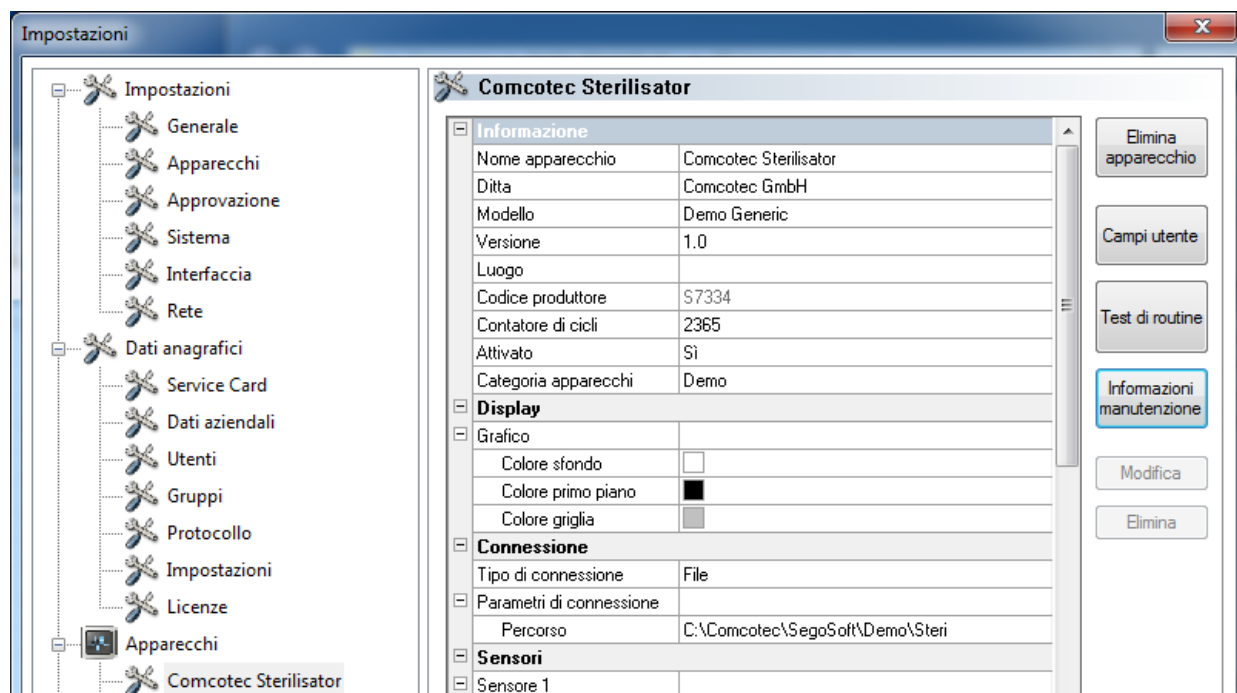 Impostazioni
Impostazioni
Generale
Apparecchi
Approvazione
Sistema
Interfaccia
Rete
Dati anagrafici
Service Card
Dati aziendali
Utenti
Gruppi
Protocollo
Impostazioni
Licenze
Apparecchi
Comcotec Sterilisator
Comcotec Sterilisator
Informazione
Nome apparecchio Comcotec Sterilisator
Ditta Comcotec GmbH
Modello Demo Generic
Versione 1.0
Luogo
Codice produttore S7334
Contatore di cicli 2365
Attivato Sì
Categoria apparecchi Demo
Display
Grafico
Colore sfondo
Colore primo piano
Colore griglia
Connessione
Tipo di connessione File
Parametri di connessione
Percorso C:\Comcotec\SegoSoft\Demo\Steri
Sensori
Sensore 1
Elimina
apparecchio
Campi utente
Test di routine
Informazioni
manutenzione
Modifica
Elimina